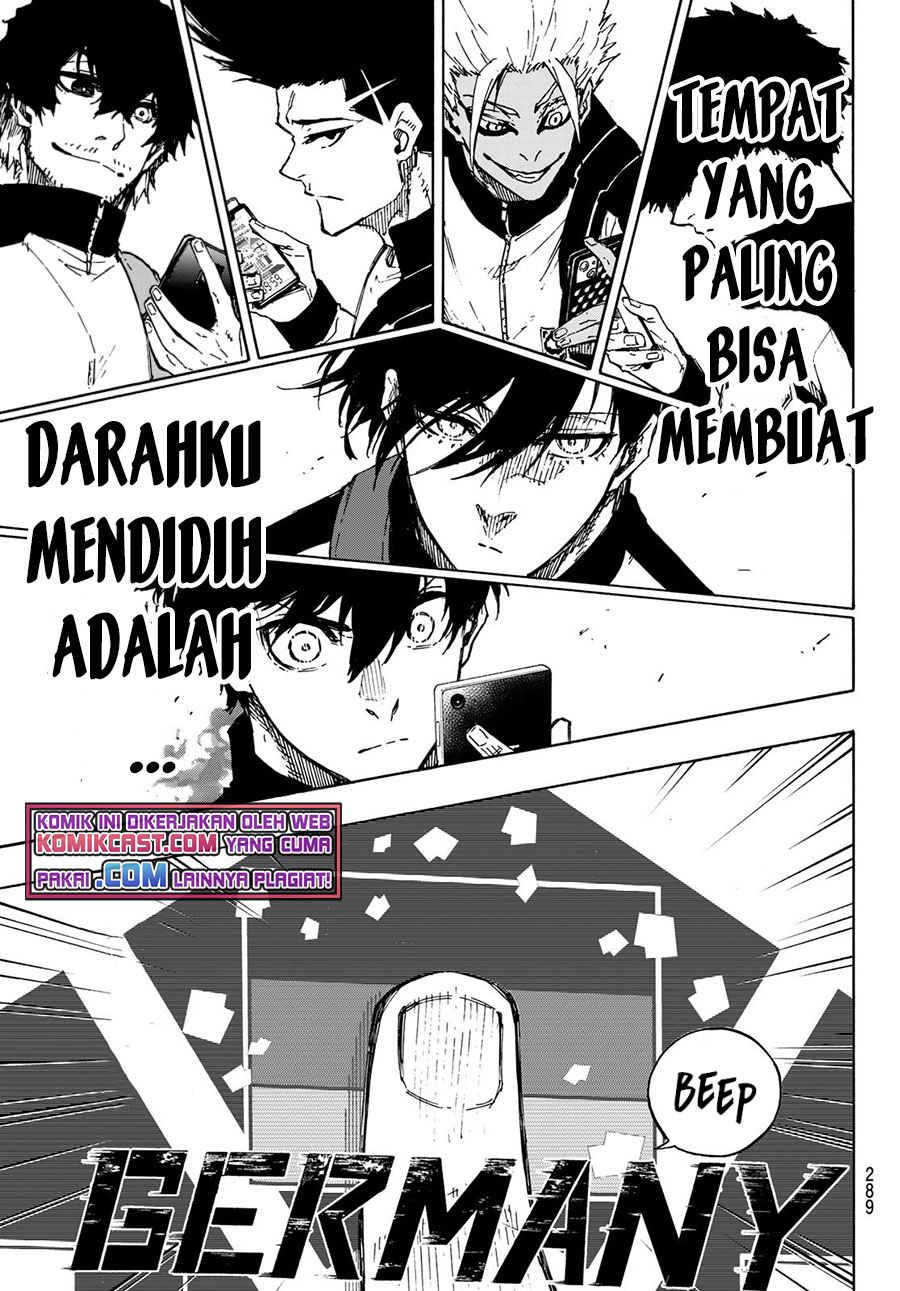 TEMPAT
YANG
PALING
BISA
MEMBUAT
DARAHKU
MENDIDIH
ADALAH
...
KOMIK INI DIKERJAKAN OLEH WEB
KOMIKCAST.COM YANG CUMA
PAKAI .COM LAINNYA PLAGIAT!
BEEP
GERMANY
289